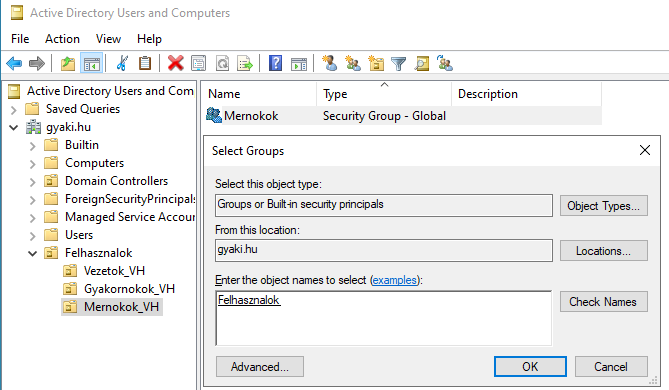 Active Directory Users and Computers
File Action View Help
Active Directory Users and Com
Saved Queries
gyaki.hu
Builtin
Computers
Domain Controllers
ForeignSecurityPrincipals
Managed Service Accour
Users
Felhasznalok
Vezetok_VH
Gyakornokok_VH
Mernokok_VH
Name Type Description
Mernokok Security Group - Global
Select Groups
Select this object type:
Groups or Built-in security principals
Object Types...
From this location:
gyaki.hu
Locations...
Enter the object names to select (examples):
Felhasznalok
Check Names
Advanced...
OK
Cancel